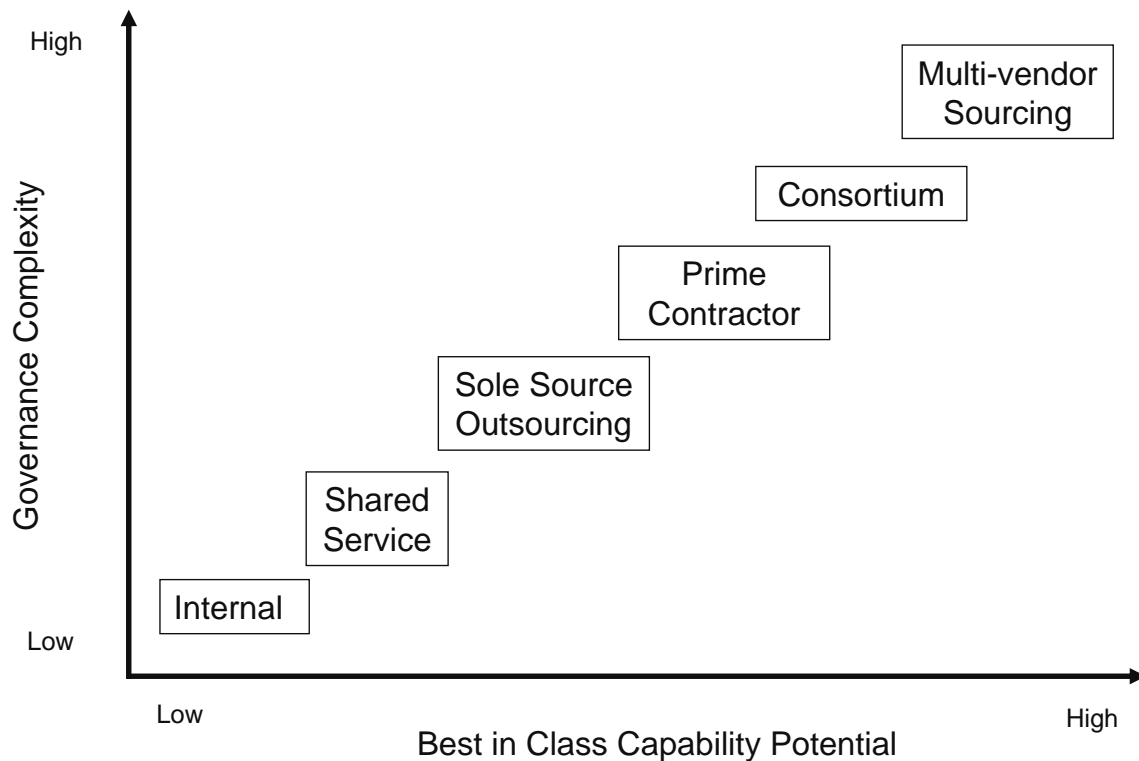 High
Multi-vendor
Sourcing
Consortium
Prime
Contractor
Governance Complexity
Sole Source
Outsourcing
Shared
Service
Internal
Low
Low
High
Best in Class Capability Potential